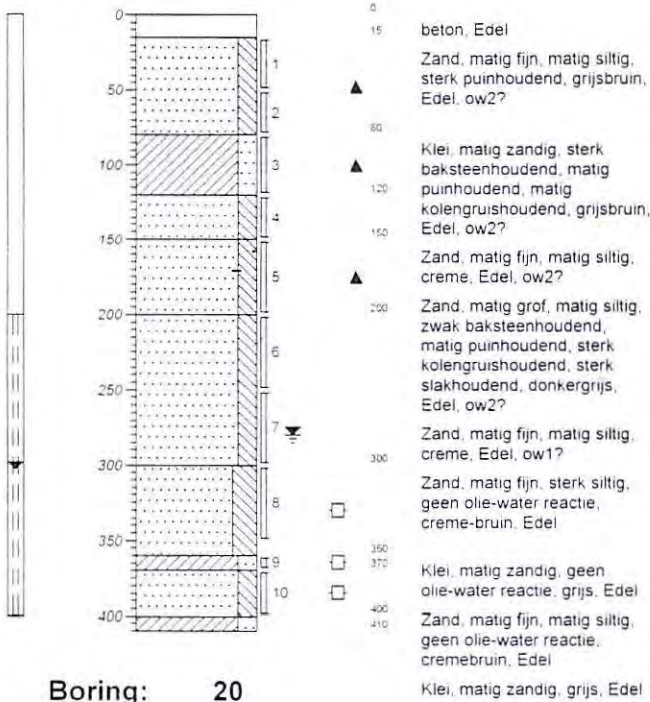 0
50
100
150
200
250
300
350
400
1
2
3
4
5
6
7
8
9
10
0
15
80
120
150
200
300
360
370
400
410
beton, Edel
Zand, matig fijn, matig siltig,
sterk puinhoudend, grijsbruin,
Edel, ow2?
Klei, matig zandig, sterk
baksteenhoudend, matig
puinhoudend, matig
kolengruishoudend, grijsbruin,
Edel, ow2?
Zand, matig fijn, matig siltig,
creme, Edel, ow2?
Zand, matig grof, matig siltig,
zwak baksteenhoudend,
matig puinhoudend, sterk
kolengruishoudend, sterk
slakhoudend, donkergrijs,
Edel, ow2?
Zand, matig fijn, matig siltig,
creme, Edel, ow1?
Zand, matig fijn, sterk siltig,
geen olie-water reactie,
creme-bruin, Edel
Klei, matig zandig, geen
olie-water reactie, grijs, Edel
Zand, matig fijn, matig siltig,
geen olie-water reactie,
cremebruin, Edel
Klei, matig zandig, grijs, Edel
Boring: 20